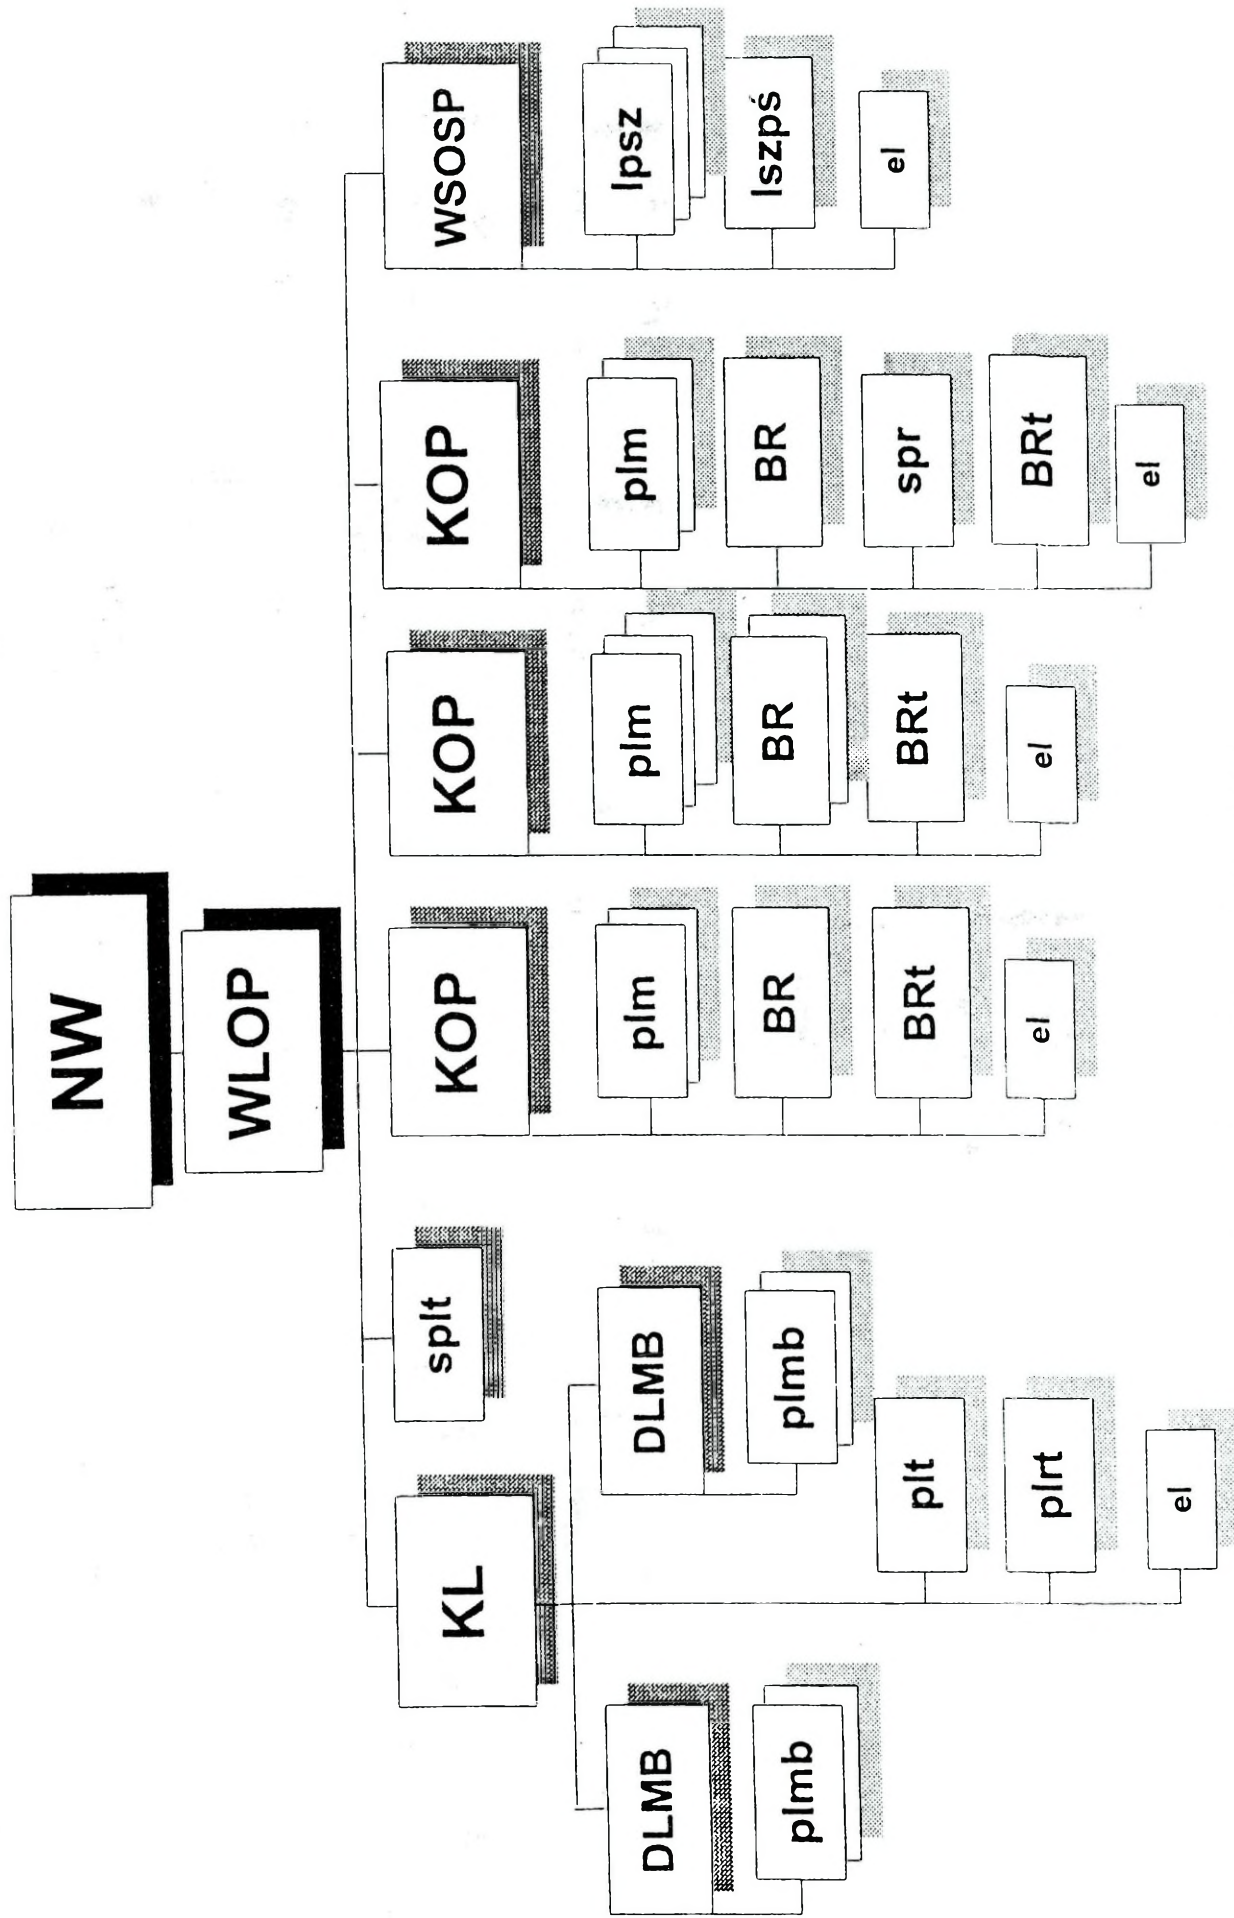 NW
WLOP
KL
DLMB
plmb
DLMB
plmb
plt
plrt
el
splt
KOP
plm
BR
BRt
el
KOP
plm
BR
BRt
el
KOP
plm
BR
spr
BRt
el
WSOSP
lpsz
lszpś
el